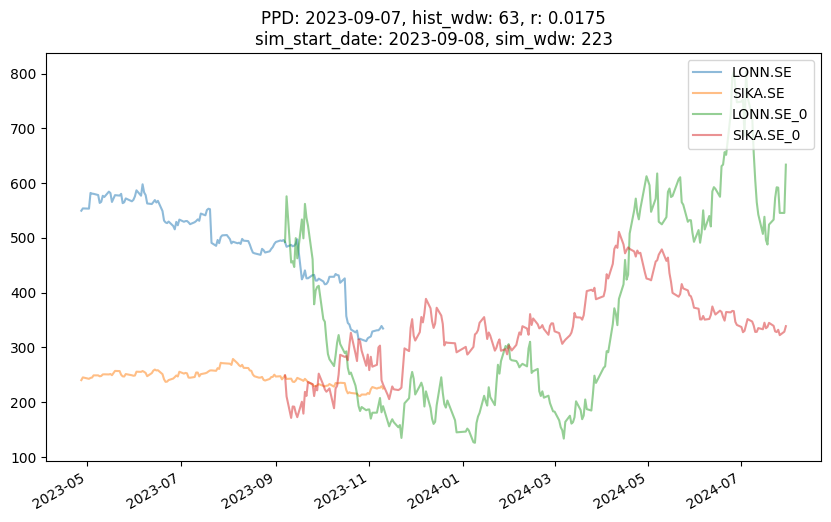 PPD: 2023-09-07, hist_wdw: 63, r: 0.0175
sim_start_date: 2023-09-08, sim_wdw: 223
LONN.SE
SIKA.SE
LONN.SE_0
SIKA.SE_0
800
700
600
500
400
300
200
100
2023-05
2023-07
2023-09
2023-11
2024-01
2024-03
2024-05
2024-07